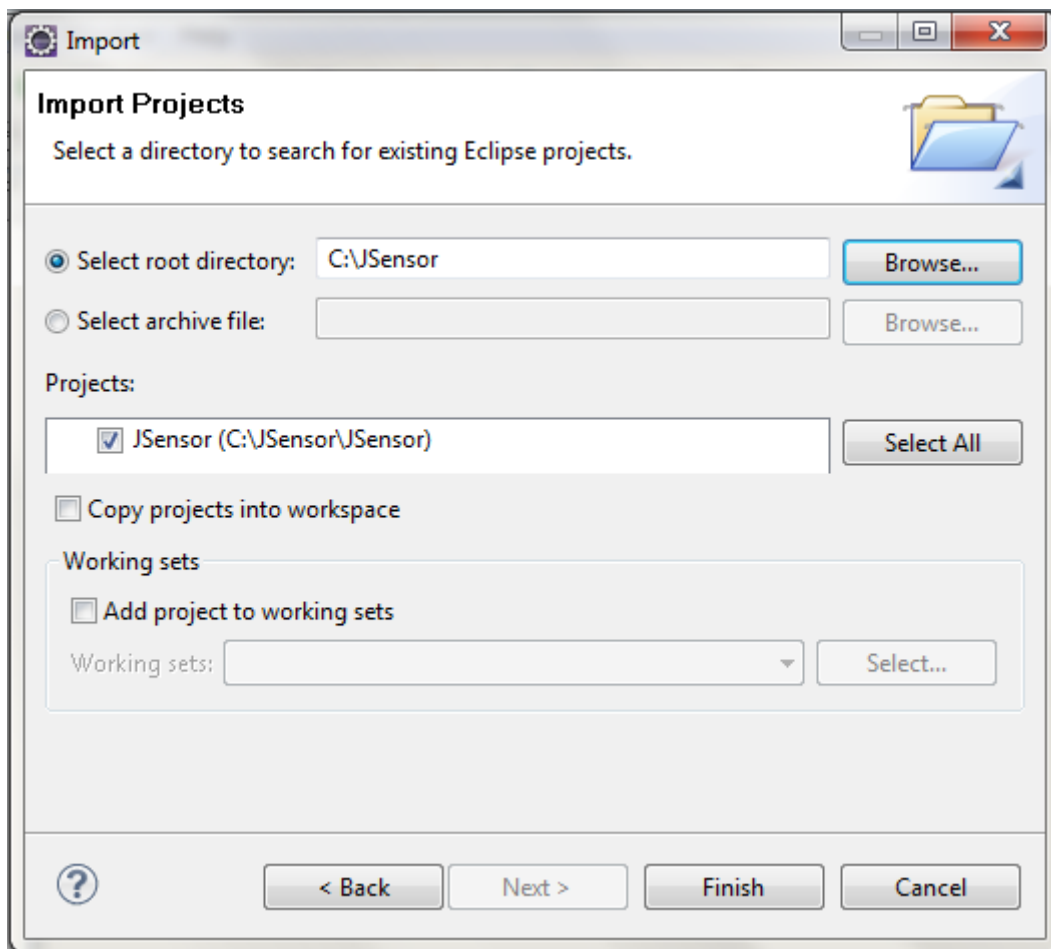 Import
Import Projects
Select a directory to search for existing Eclipse projects.
Select root directory: C:\JSensor Browse...
Select archive file: Browse...
Projects:
JSensor (C:\JSensor\JSensor) Select All
Copy projects into workspace
Working sets
Add project to working sets
Working sets: Select...
? < Back Next > Finish Cancel